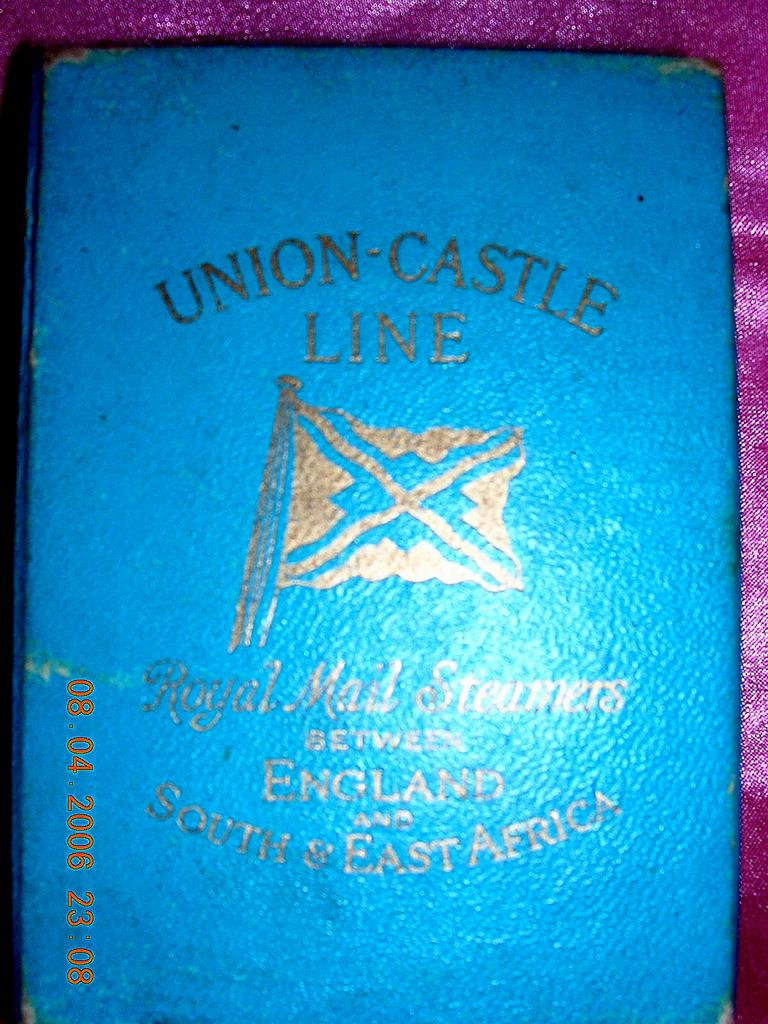 UNION-CASTLE
LINE
Royal Mail Steamers
BETWEEN
ENGLAND
AND
SOUTH & EAST AFRICA
08.04.2006 23:08